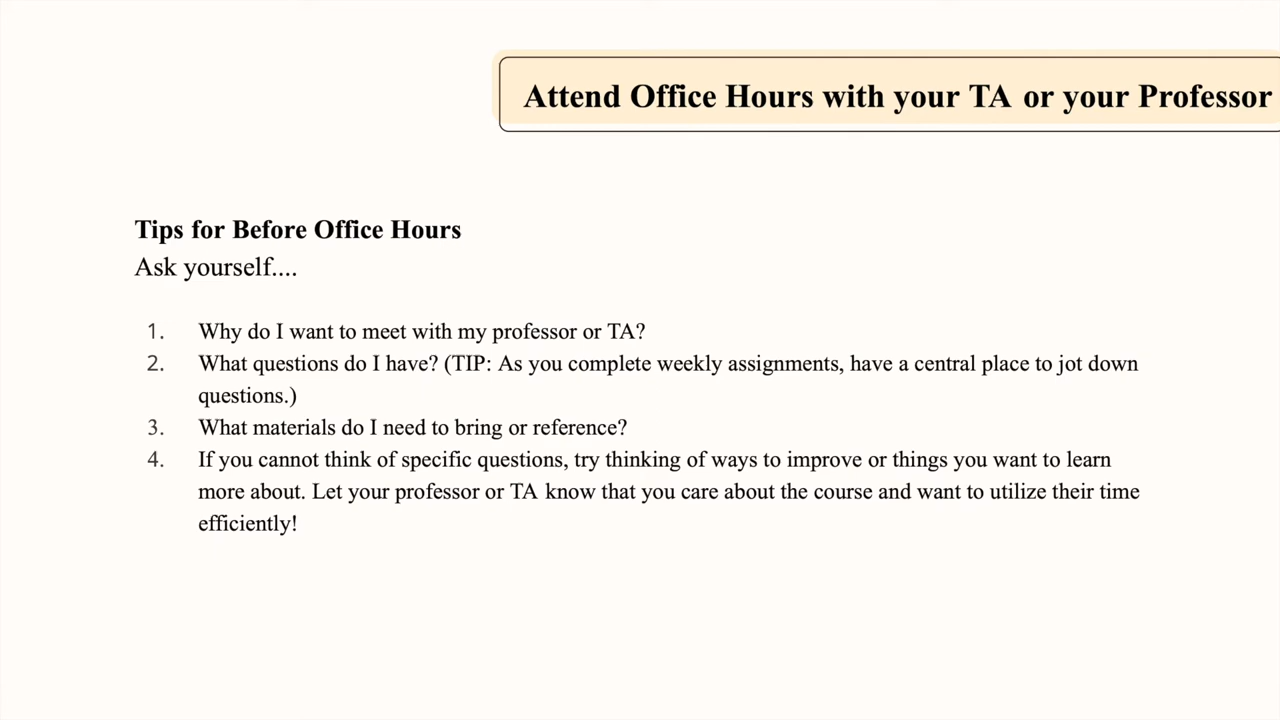 Attend Office Hours with your TA or your Professor
Tips for Before Office Hours
Ask yourself....
1. Why do I want to meet with my professor or TA?
2. What questions do I have? (TIP: As you complete weekly assignments, have a central place to jot down
questions.)
3. What materials do I need to bring or reference?
4. If you cannot think of specific questions, try thinking of ways to improve or things you want to learn
more about. Let your professor or TA know that you care about the course and want to utilize their time
efficiently!